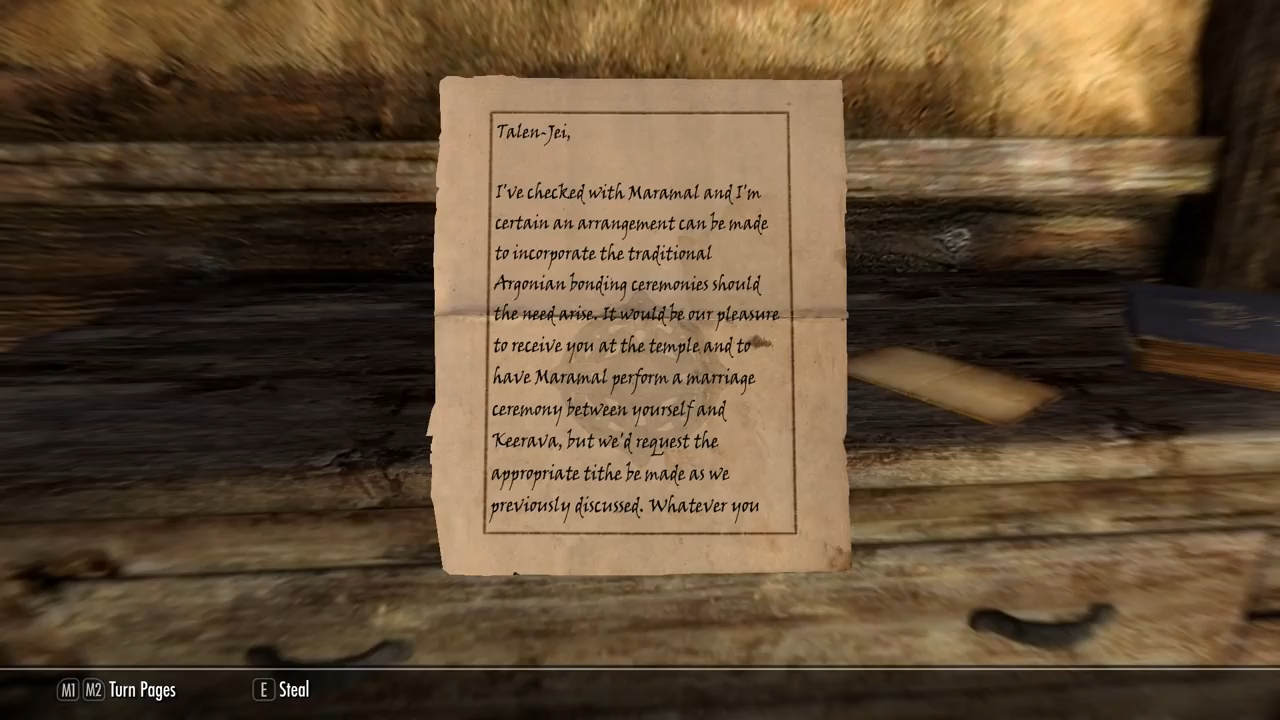 Talen-Jei,
I've checked with Maramal and I'm
certain an arrangement can be made
to incorporate the traditional
Argonian bonding ceremonies should
the need arise. It would be our pleasure
to receive you at the temple and to
have Maramal perform a marriage
ceremony between yourself and
Keerava, but we'd request the
appropriate tithe be made as we
previously discussed. Whatever you
M1 M2 Turn Pages E Steal